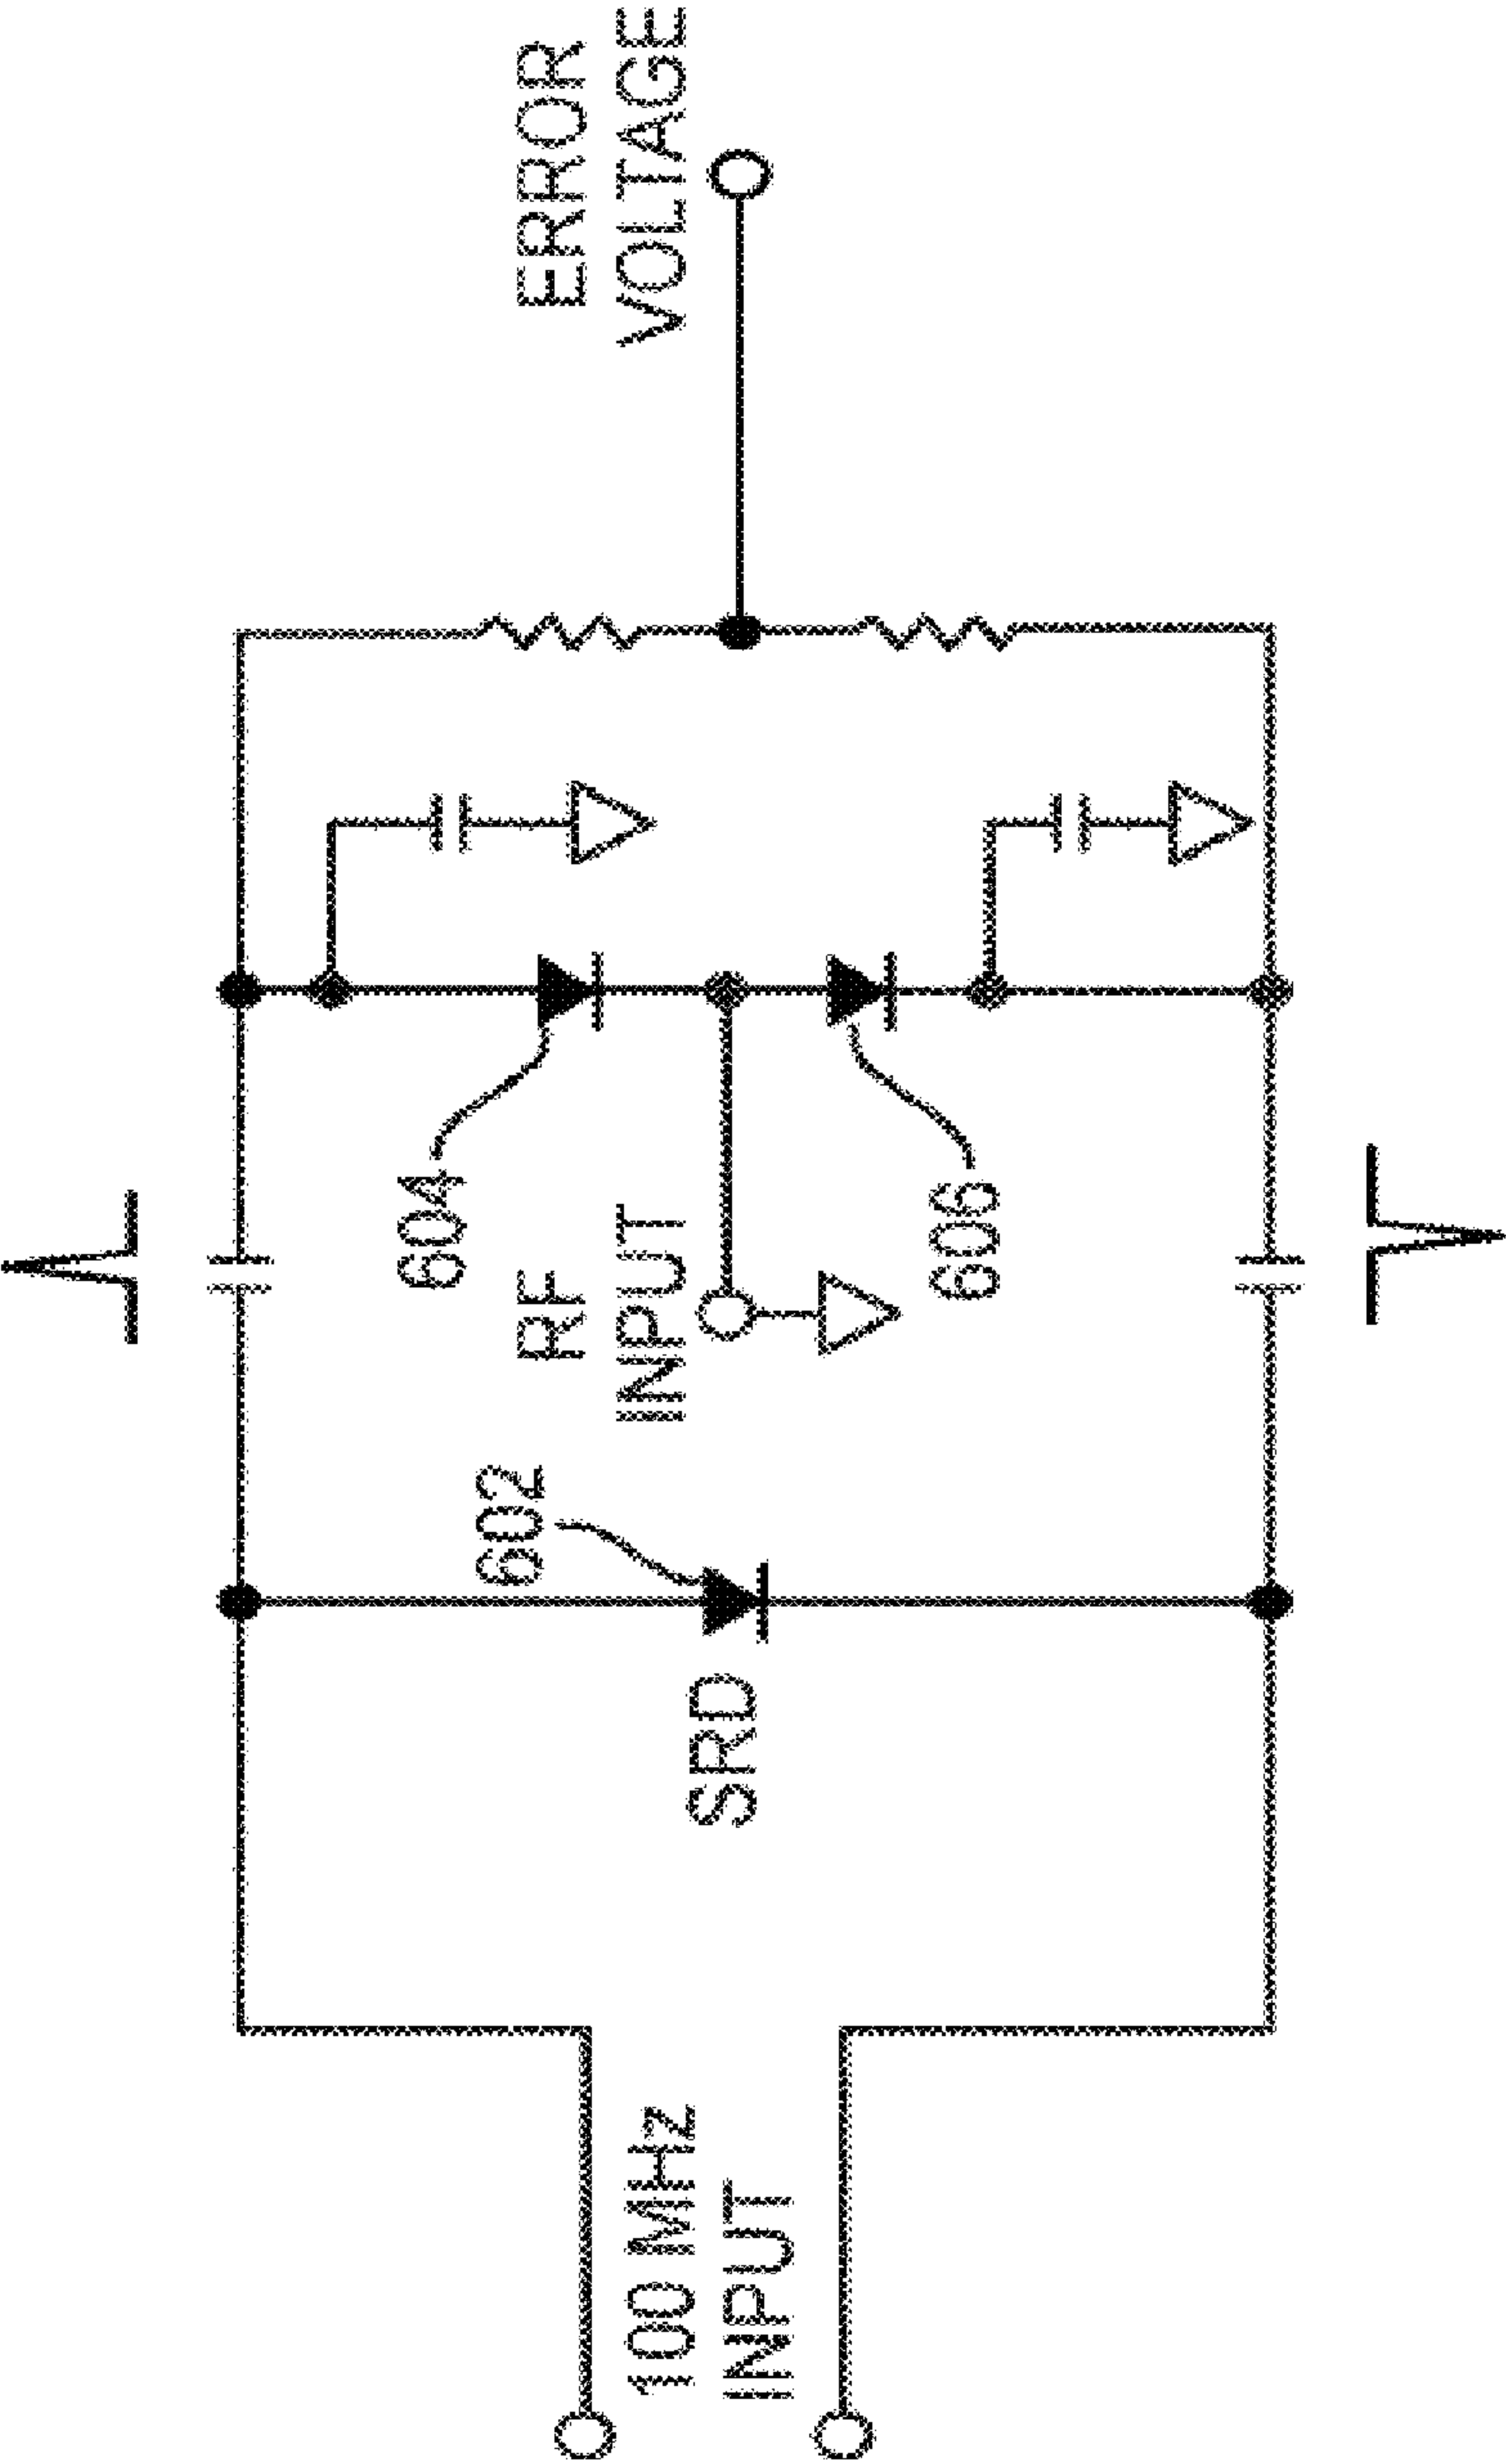 100 MHz
INPUT
SRD
602
RF
INPUT
604
606
ERROR
VOLTAGE